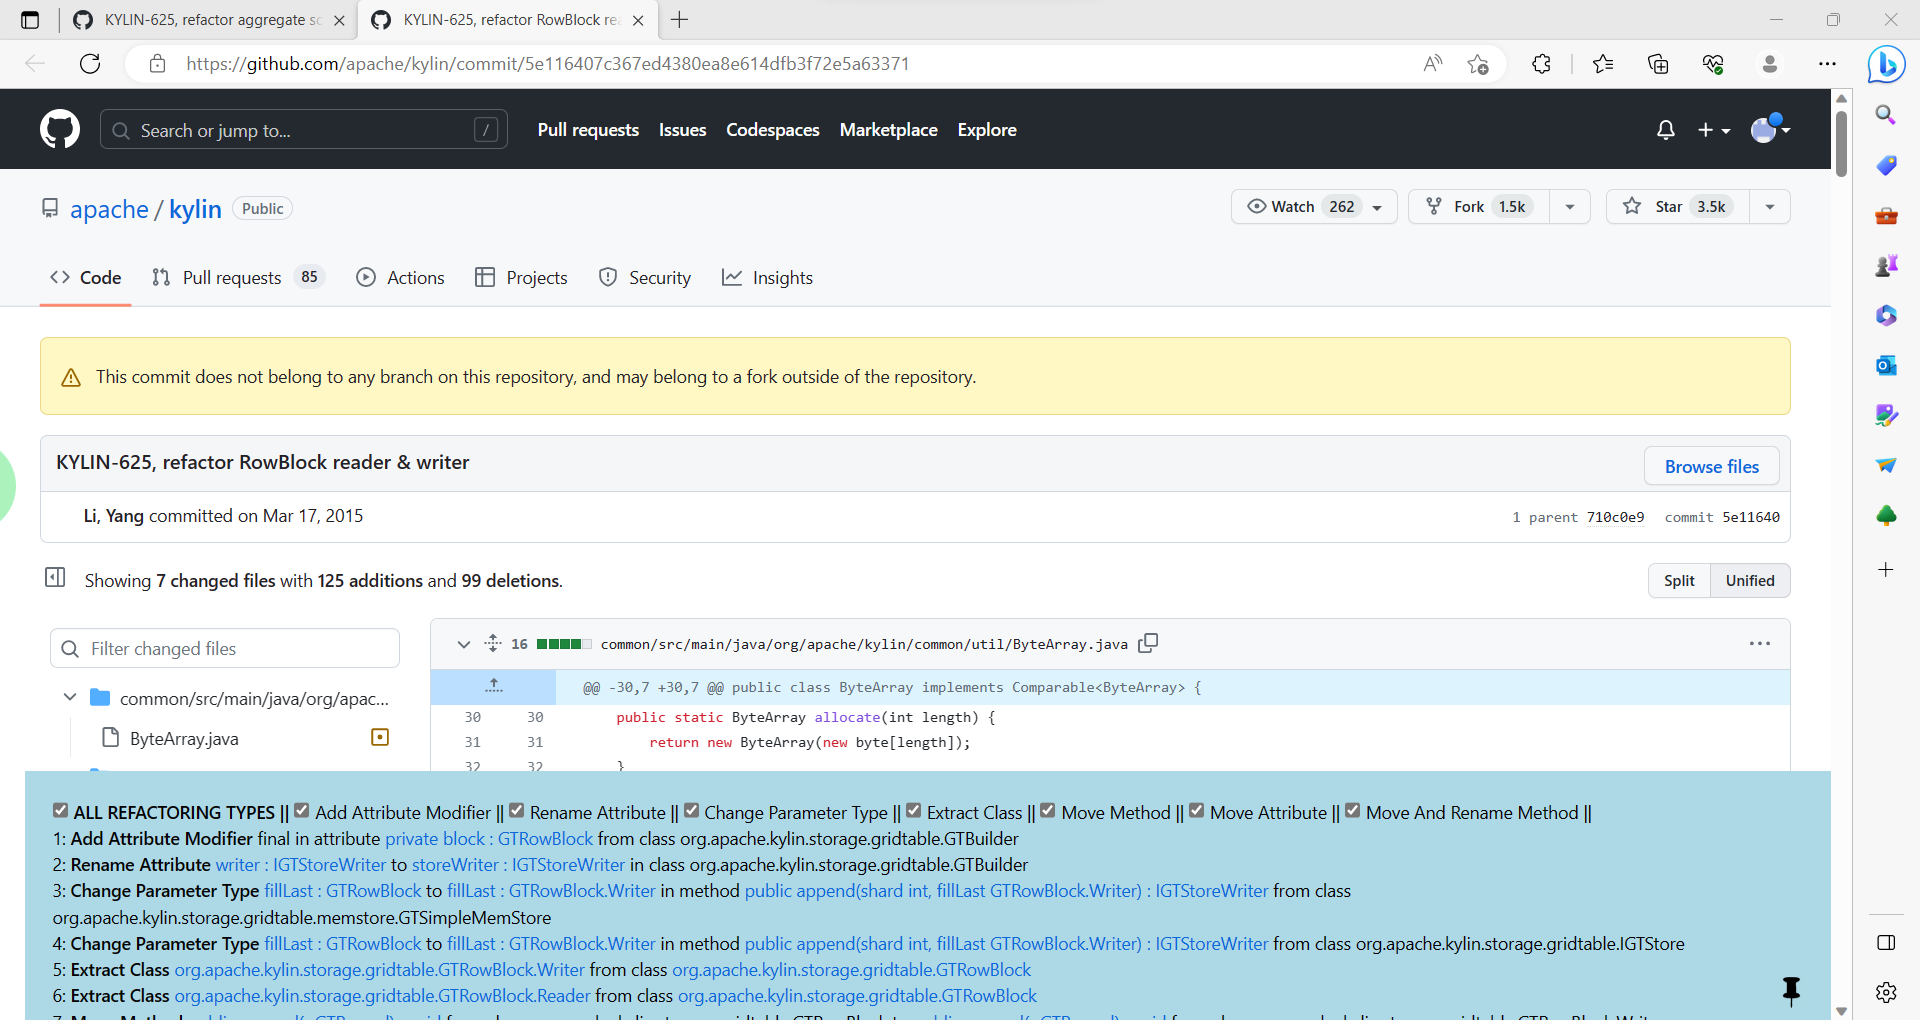 KYLIN-625, refactor aggregate sc
KYLIN-625, refactor RowBlock rea
https://github.com/apache/kylin/commit/5e116407c367ed4380ea8e614dfb3f72e5a63371
Search or jump to... / Pull requests Issues Codespaces Marketplace Explore
apache / kylin Public Watch 262 Fork 1.5k Star 3.5k
Code Pull requests 85 Actions Projects Security Insights
This commit does not belong to any branch on this repository, and may belong to a fork outside of the repository.
KYLIN-625, refactor RowBlock reader & writer Browse files
Li, Yang committed on Mar 17, 2015 1 parent 710c0e9 commit 5e11640
Showing 7 changed files with 125 additions and 99 deletions. Split Unified
Filter changed files
common/src/main/java/org/apac...
ByteArray.java
16 common/src/main/java/org/apache/kylin/common/util/ByteArray.java
@@ -30,7 +30,7 @@ public class ByteArray implements Comparable<ByteArray> {
30 30 public static ByteArray allocate(int length) {
31 31 return new ByteArray(new byte[length]);
32 32 }
ALL REFACTORING TYPES || Add Attribute Modifier || Rename Attribute || Change Parameter Type || Extract Class || Move Method || Move Attribute || Move And Rename Method ||
1: Add Attribute Modifier final in attribute private block : GTRowBlock from class org.apache.kylin.storage.gridtable.GTBuilder
2: Rename Attribute writer : IGTStoreWriter to storeWriter : IGTStoreWriter in class org.apache.kylin.storage.gridtable.GTBuilder
3: Change Parameter Type fillLast : GTRowBlock to fillLast : GTRowBlock.Writer in method public append(shard int, fillLast GTRowBlock.Writer) : IGTStoreWriter from class
org.apache.kylin.storage.gridtable.memstore.GTSimpleMemStore
4: Change Parameter Type fillLast : GTRowBlock to fillLast : GTRowBlock.Writer in method public append(shard int, fillLast GTRowBlock.Writer) : IGTStoreWriter from class org.apache.kylin.storage.gridtable.IGTStore
5: Extract Class org.apache.kylin.storage.gridtable.GTRowBlock.Writer from class org.apache.kylin.storage.gridtable.GTRowBlock
6: Extract Class org.apache.kylin.storage.gridtable.GTRowBlock.Reader from class org.apache.kylin.storage.gridtable.GTRowBlock